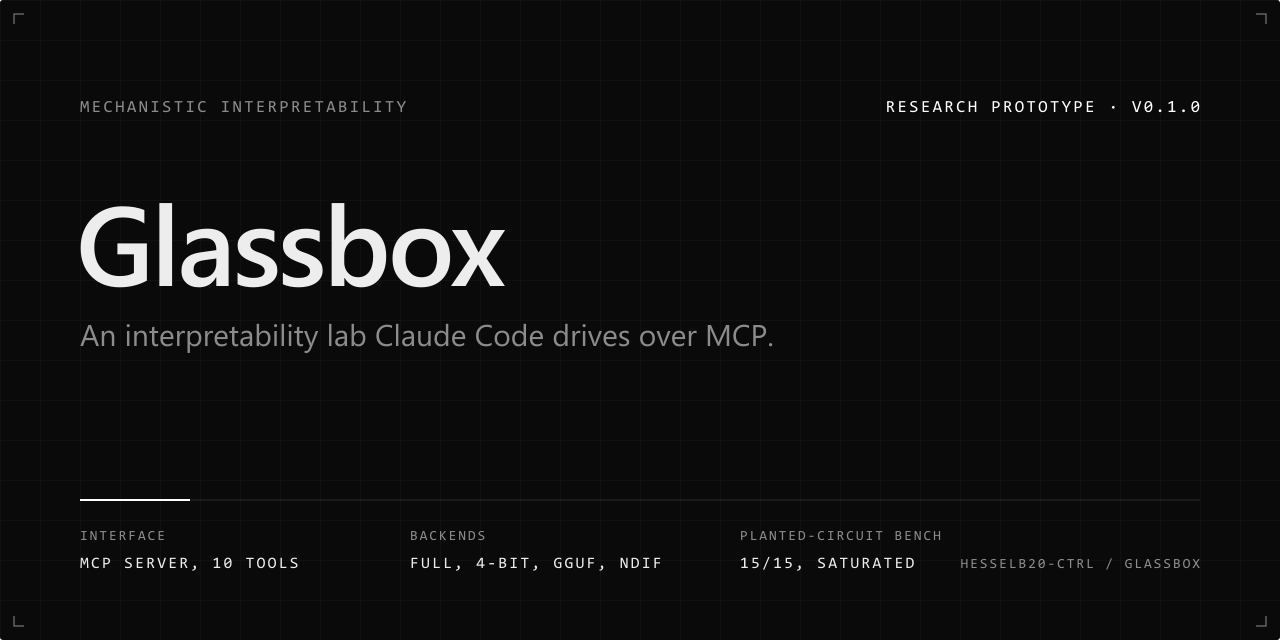 MECHANISTIC INTERPRETABILITY
RESEARCH PROTOTYPE · V0.1.0
Glassbox
An interpretability lab Claude Code drives over MCP.
INTERFACE
MCP SERVER, 10 TOOLS
BACKENDS
FULL, 4-BIT, GGUF, NDIF
PLANTED-CIRCUIT BENCH
15/15, SATURATED
HESSELB20-CTRL / GLASSBOX